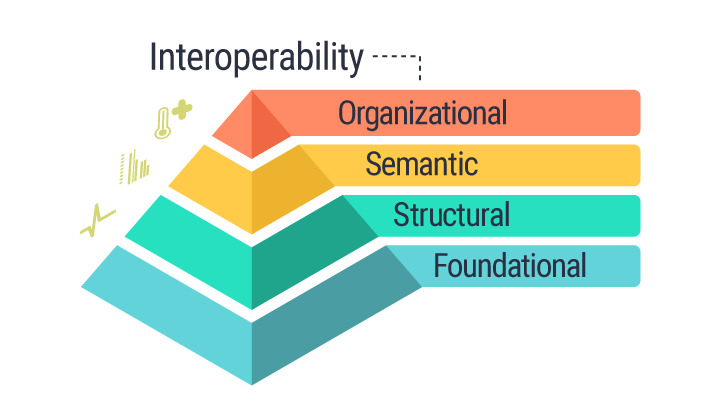 Interoperability
Organizational
Semantic
Structural
Foundational